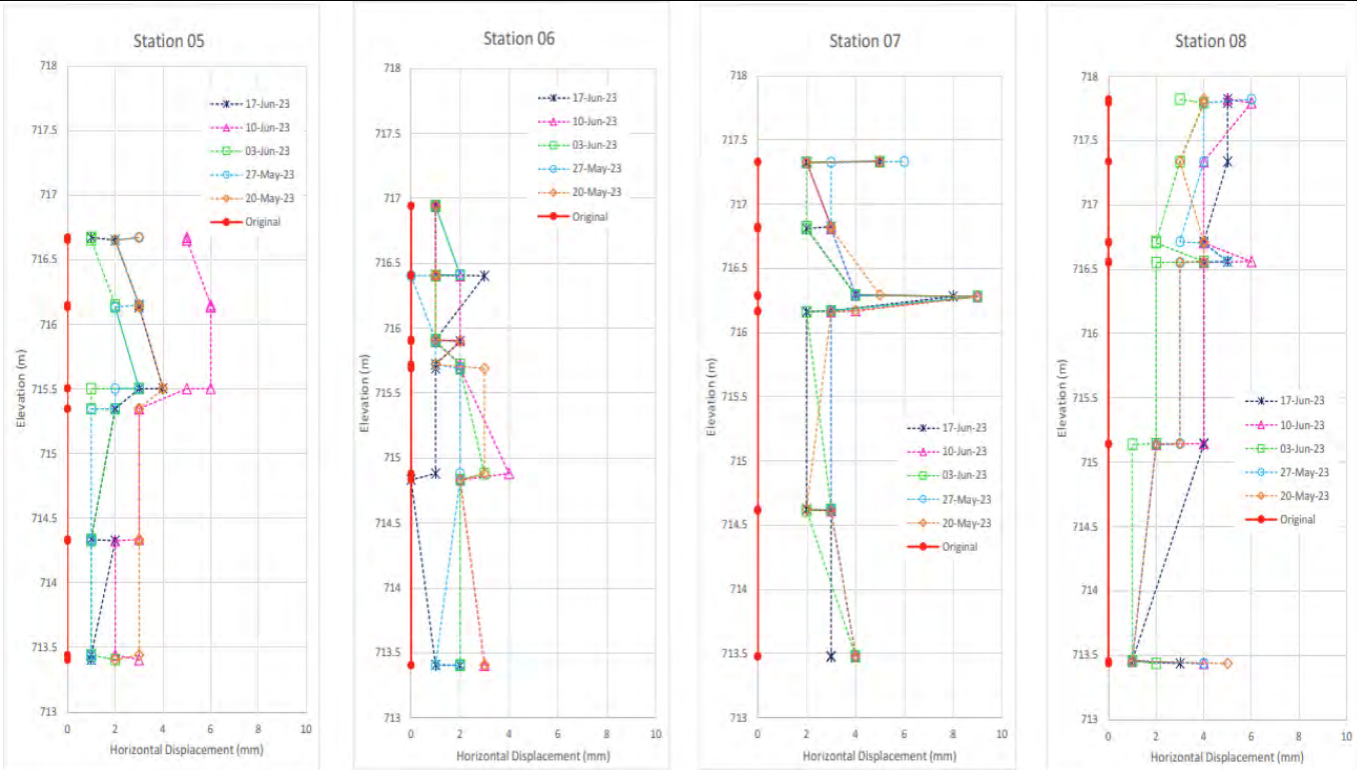 Station 05
718
717.5
717
716.5
716
715.5
715
714.5
714
713.5
713
Elevation (m)
17-Jun-23
10-Jun-23
03-Jun-23
27-May-23
20-May-23
Original
0 2 4 6 8 10
Horizontal Displacement (mm)
Station 06
718
717.5
717
716.5
716
715.5
715
714.5
714
713.5
713
Elevation (m)
17-Jun-23
10-Jun-23
03-Jun-23
27-May-23
20-May-23
Original
0 2 4 6 8 10
Horizontal Displacement (mm)
Station 07
718
717.5
717
716.5
716
715.5
715
714.5
714
713.5
713
Elevation (m)
17-Jun-23
10-Jun-23
03-Jun-23
27-May-23
20-May-23
Original
0 2 4 6 8 10
Horizontal Displacement (mm)
Station 08
718
717.5
717
716.5
716
715.5
715
714.5
714
713.5
713
Elevation (m)
17-Jun-23
10-Jun-23
03-Jun-23
27-May-23
20-May-23
Original
0 2 4 6 8 10
Horizontal Displacement (mm)